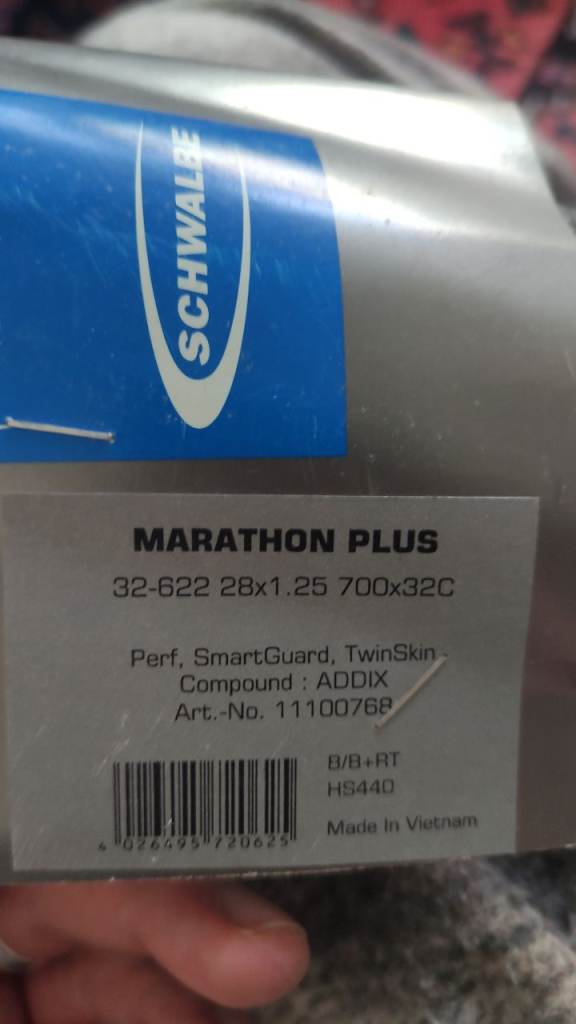 SCHWALBE
MARATHON PLUS
32-622 28x1.25 700x32C
Perf, SmartGuard, TwinSkin
Compound : ADDIX
Art.-No. 11100768
B/B+RT
HS440
Made In Vietnam
4 026495 720625